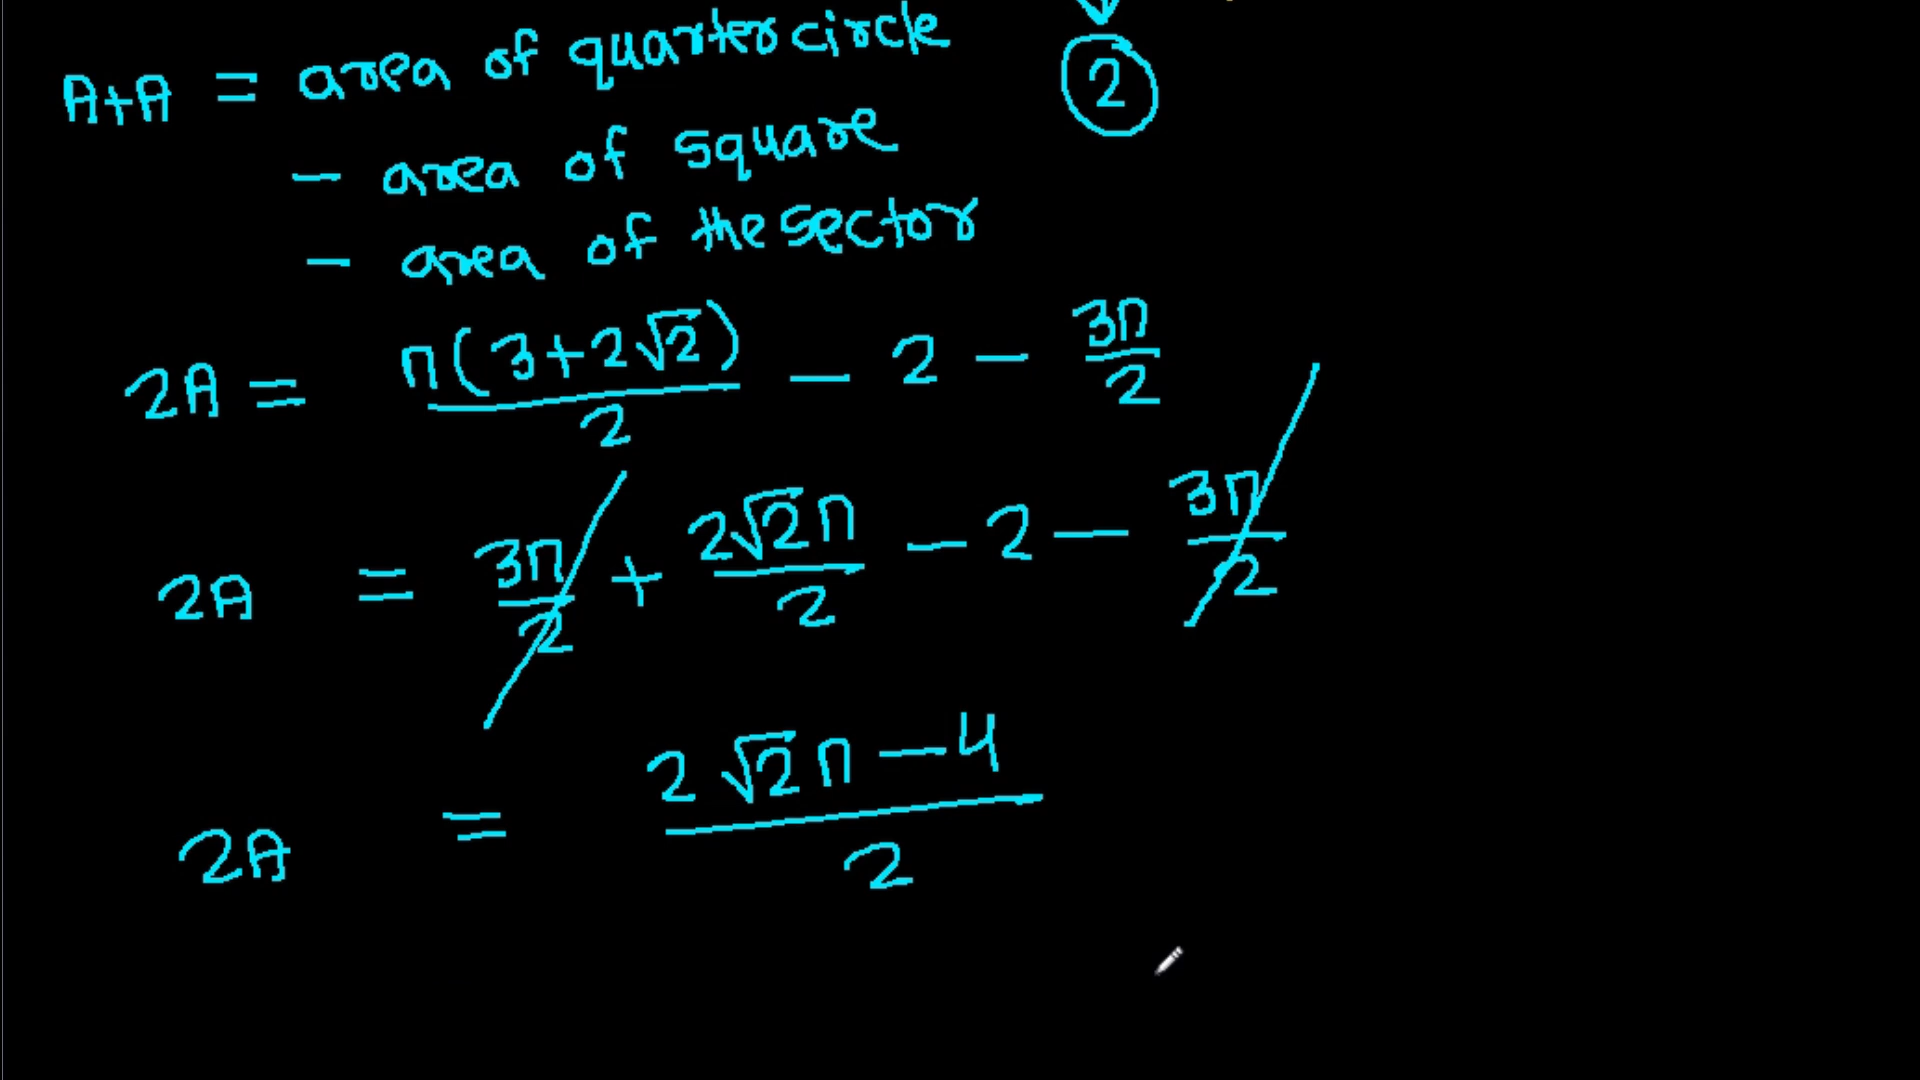 A+A = area of quarter circle
②
- area of square
- area of the sector
2A = π(3+2√2)/2 - 2 - 3π/2
2A = 3π/2 + 2√2π/2 - 2 - 3π/2
2A = 2√2π - 4/2